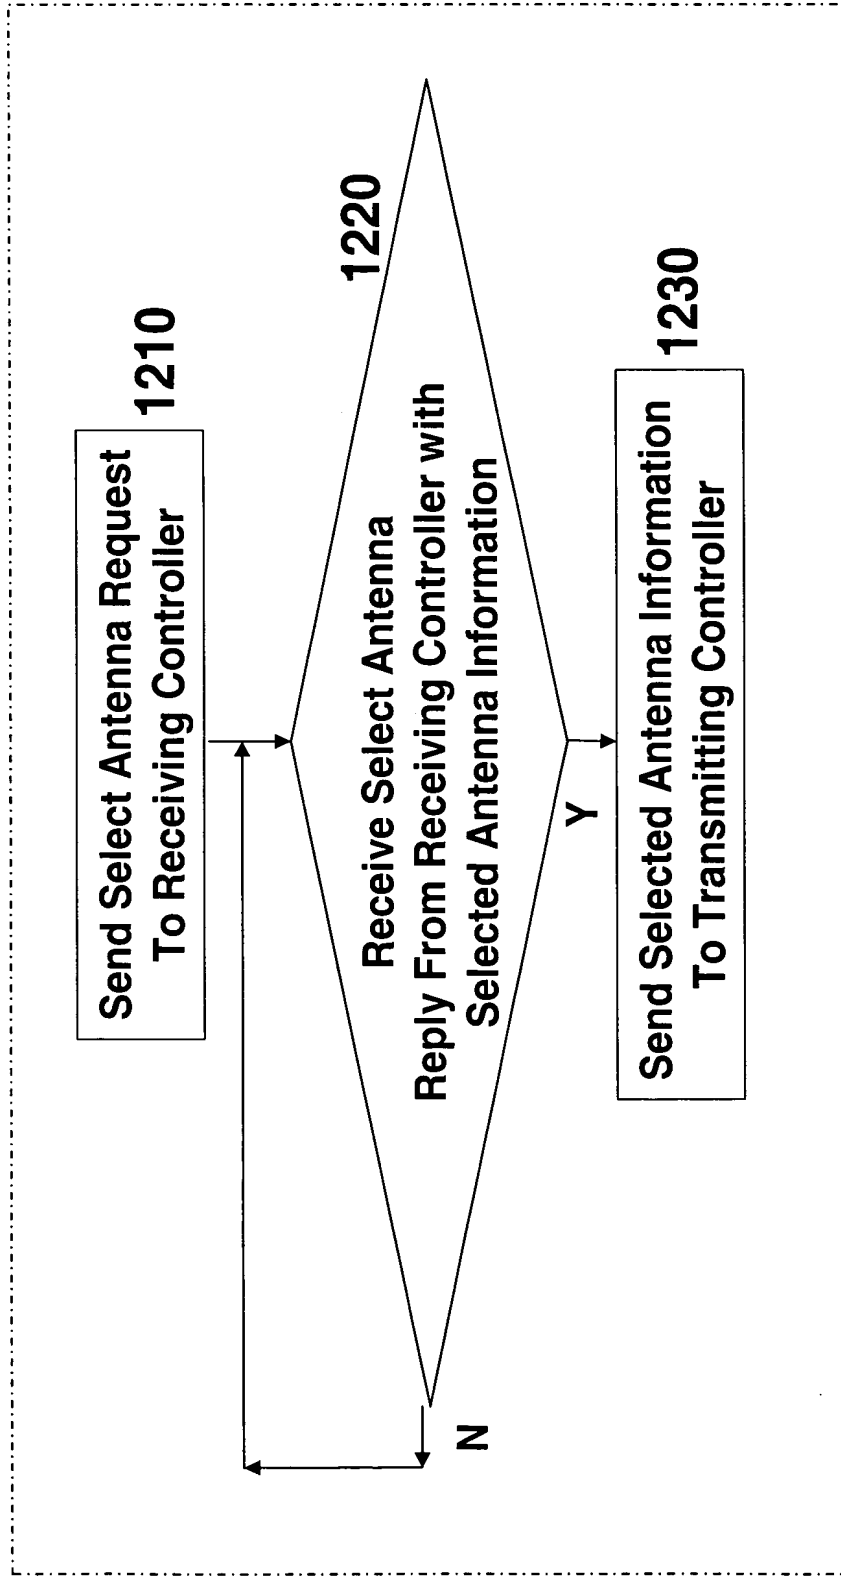 Send Select Antenna Request
To Receiving Controller
1210
Receive Select Antenna
Reply From Receiving Controller with
Selected Antenna Information
1220
N
Y
Send Selected Antenna Information
To Transmitting Controller
1230